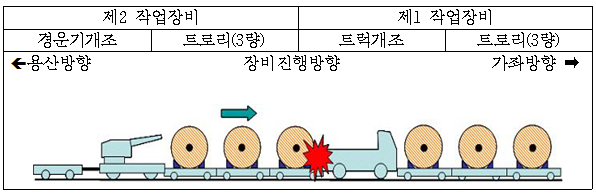 제2 작업장비 제1 작업장비
경운기개조 트로리(3량) 트럭개조 트로리(3량)
←용산방향 장비진행방향 가좌방향 →